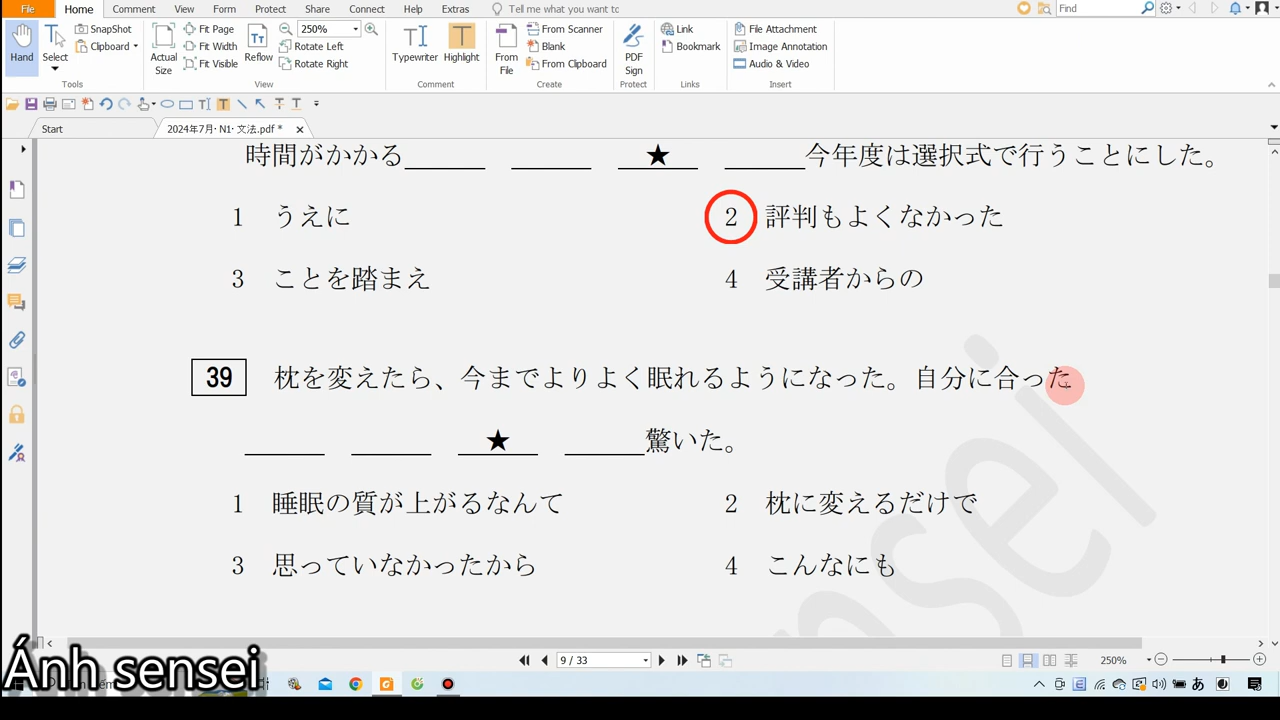 File Home Comment View Form Protect Share Connect Help Extras Tell me what you want to Find
Hand
Select
SnapShot
Clipboard
Tools
Actual Size
Fit Page
Fit Width
Fit Visible
Reflow
250%
Rotate Left
Rotate Right
View
Typewriter
Highlight
Comment
From File
From Scanner
Blank
From Clipboard
Create
PDF Sign
Protect
Link
Bookmark
Links
File Attachment
Image Annotation
Audio & Video
Insert
Start 2024年7月· N1· 文法.pdf *
時間がかかる____ ____ ★ ____今年度は選択式で行うことにした。
1 うえに 2 評判もよくなかった
3 ことを踏まえ 4 受講者からの
39 枕を変えたら、今までよりよく眠れるようになった。自分に合った
____ ____ ★ ____驚いた。
1 睡眠の質が上がるなんて 2 枕に変えるだけで
3 思っていなかったから 4 こんなにも
sensei
9 / 33 250%
Ánh sensei